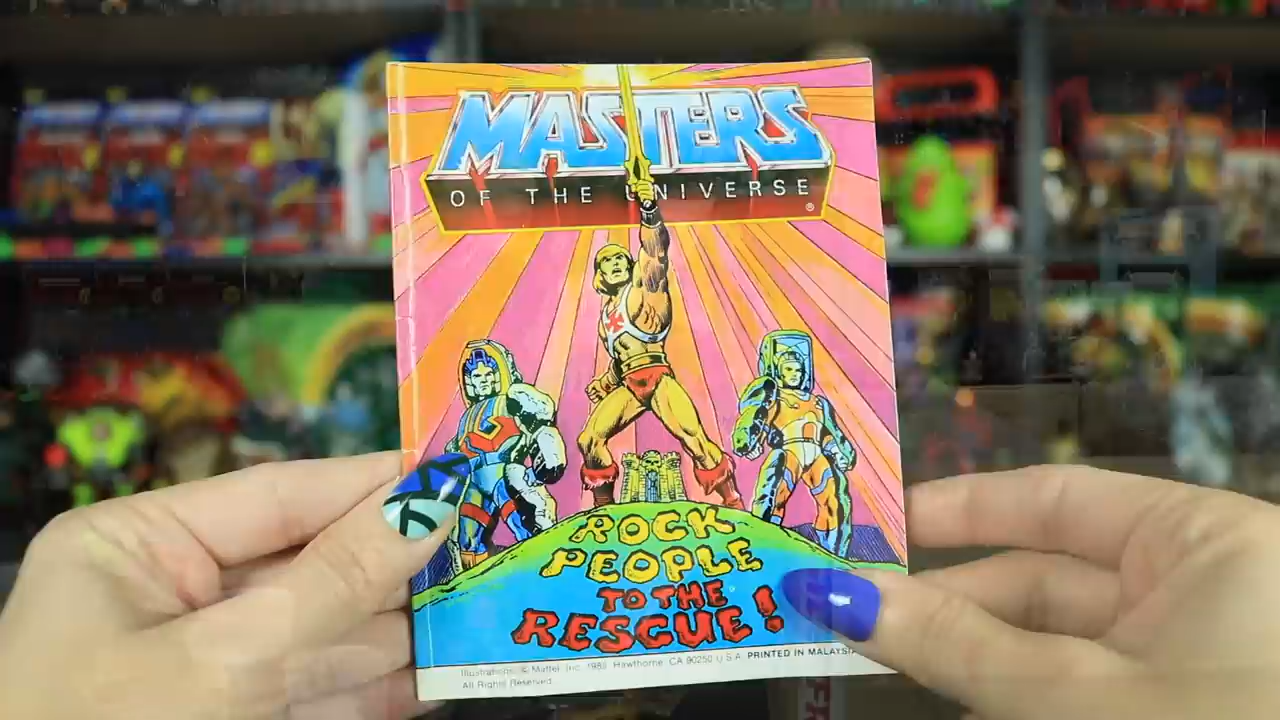 MASTERS
OF THE UNIVERSE
®
ROCK
PEOPLE
TO THE
RESCUE!
Illustrations © Mattel, Inc. 1985 Hawthorne, CA 90250 U.S.A. PRINTED IN MALAYSIA
All Rights Reserved